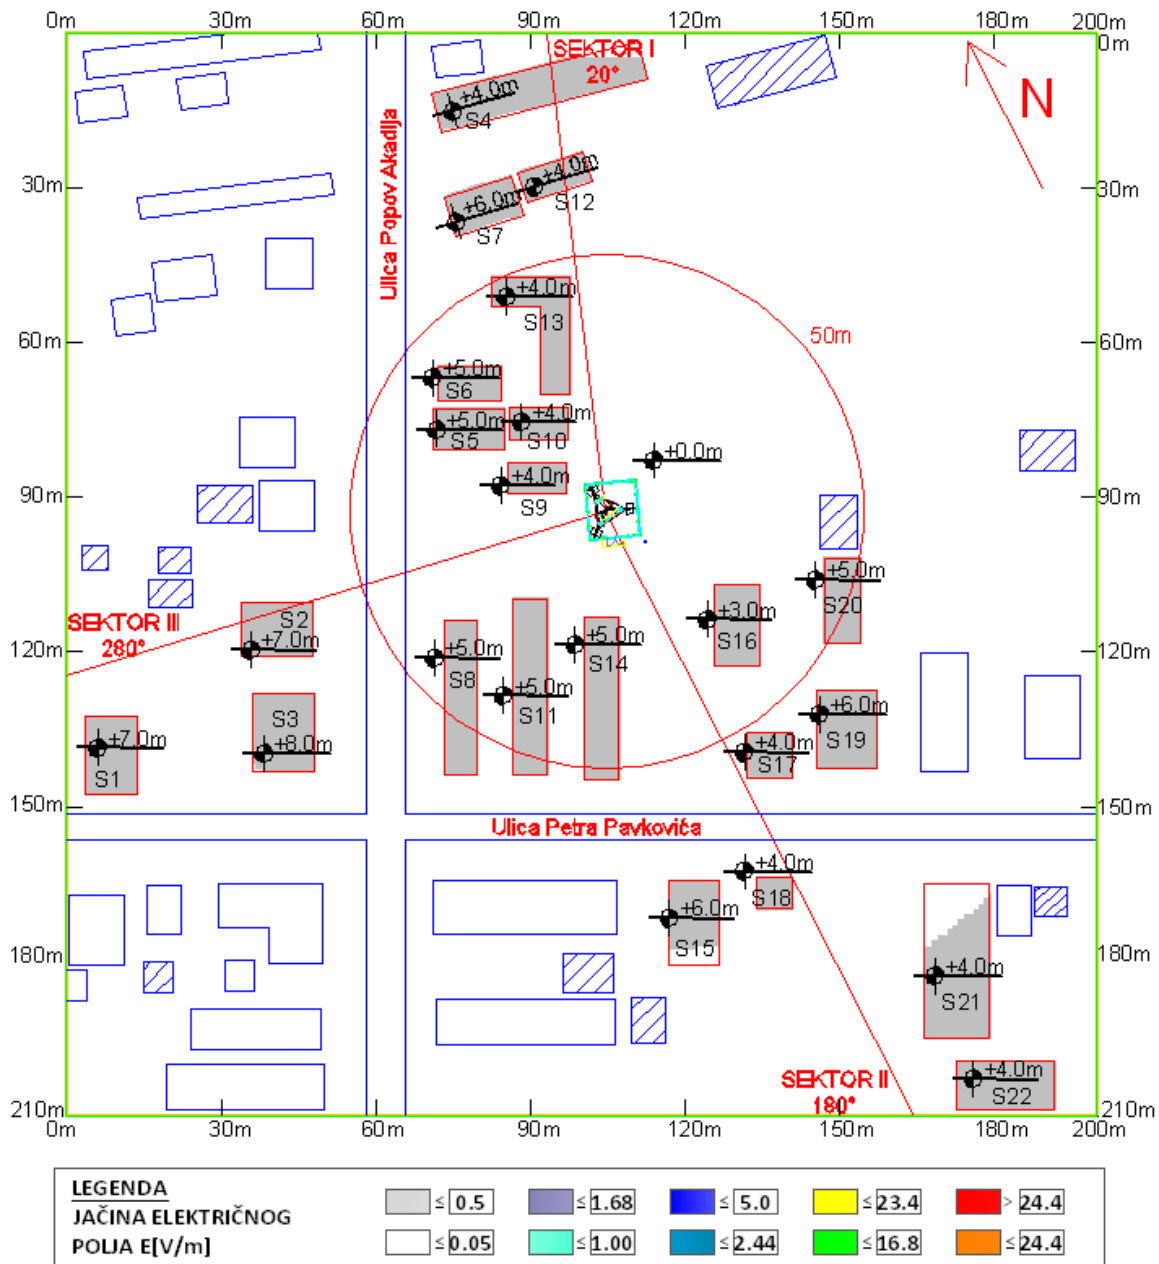 0m 30m 60m 90m 120m 150m 180m 200m
0m
SEKTOR I
20°
N
+4.0m
S4
Ulica Popov Akadija
+4.0m
S12
+6.0m
S7
30m 30m
+4.0m
S13
50m
60m 60m
+5.0m
S6
+5.0m
S5
+4.0m
S10
+0.0m
+4.0m
S9
90m 90m
+5.0m
S20
+3.0m
S16
SEKTOR III
280°
S2
+7.0m
+5.0m
S8
+5.0m
S14
120m 120m
+5.0m
S11
+6.0m
S19
S3
+8.0m
+7.0m
S1
+4.0m
S17
150m 150m
Ulica Petra Pavkovića
+4.0m
S18
+6.0m
S15
180m 180m
+4.0m
S21
+4.0m
S22
SEKTOR II
180°
210m 210m
0m 30m 60m 90m 120m 150m 180m 200m
LEGENDA
JAČINA ELEKTRIČNOG
POLJA E[V/m]
≤ 0.5 ≤ 1.68 ≤ 5.0 ≤ 23.4 > 24.4
≤ 0.05 ≤ 1.00 ≤ 2.44 ≤ 16.8 ≤ 24.4